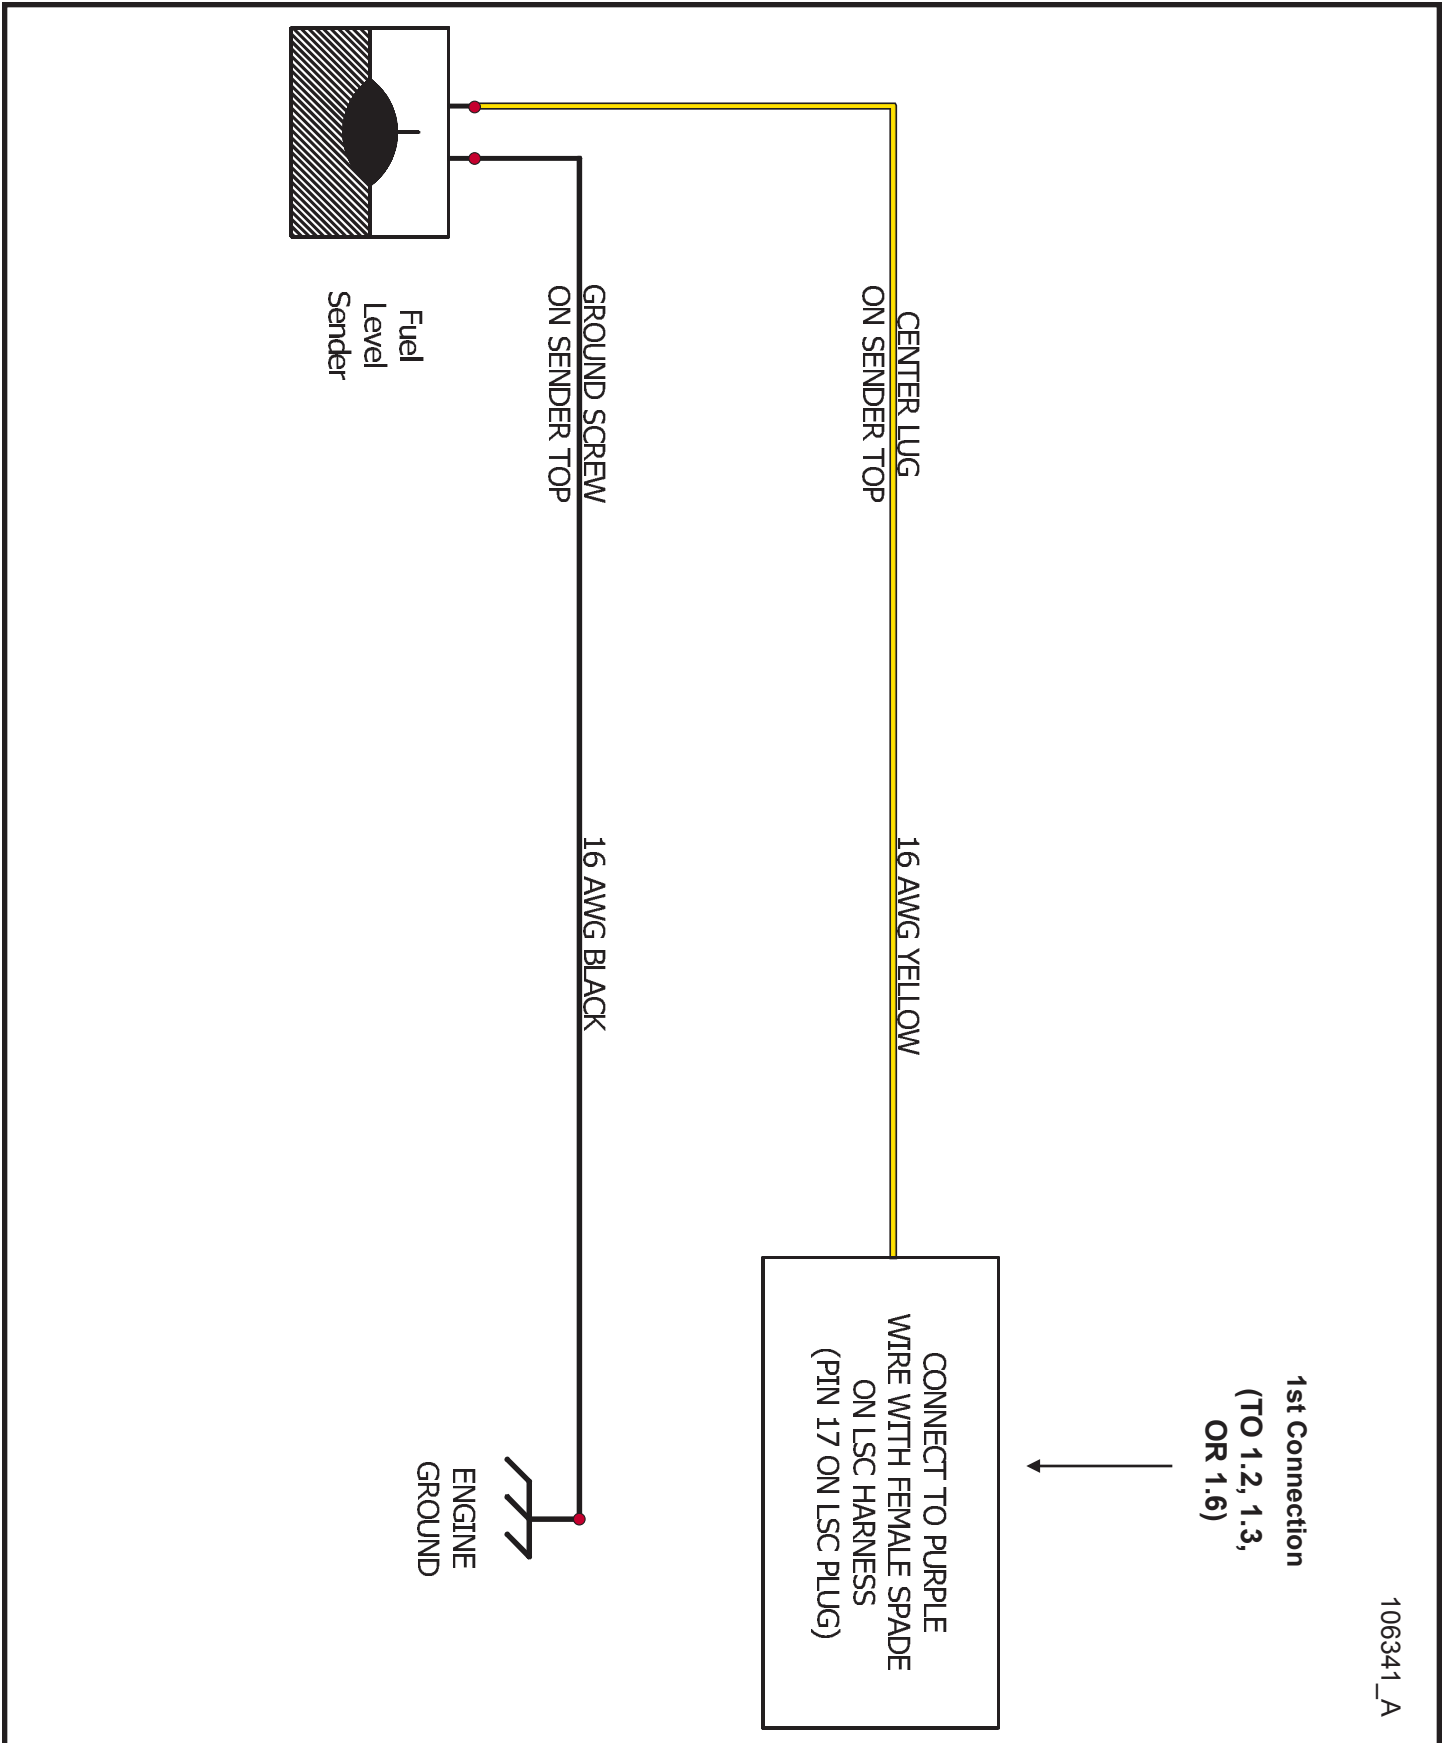 106341_A
1st Connection
(TO 1.2, 1.3,
OR 1.6)
CENTER LUG
ON SENDER TOP
16 AWG YELLOW
CONNECT TO PURPLE
WIRE WITH FEMALE SPADE
ON LSC HARNESS
(PIN 17 ON LSC PLUG)
GROUND SCREW
ON SENDER TOP
16 AWG BLACK
Fuel
Level
Sender
ENGINE
GROUND